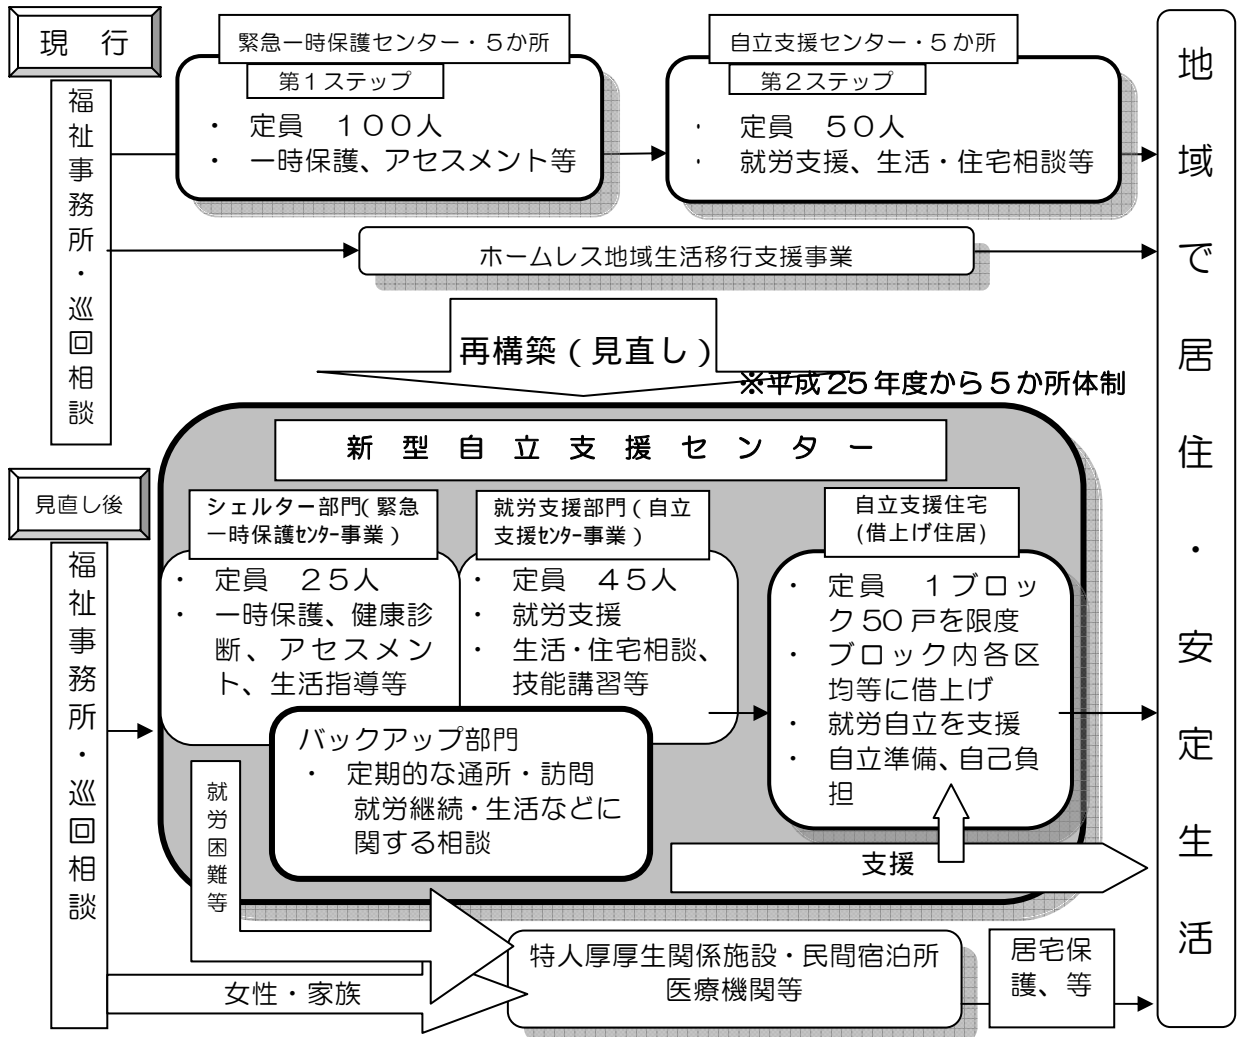 現 行
緊急一時保護センター・5か所
第1ステップ
・ 定員 100人
・ 一時保護、アセスメント等
自立支援センター・5か所
第2ステップ
・ 定員 50人
・ 就労支援、生活・住宅相談等
福祉事務所・巡回相談
ホームレス地域生活移行支援事業
地域で居住・安定生活
再構築(見直し)
※平成25年度から5か所体制
新型自立支援センター
見直し後
福祉事務所・巡回相談
シェルター部門(緊急
一時保護センター事業)
・ 定員 25人
・ 一時保護、健康診
断、アセスメン
ト、生活指導等
就労支援部門(自立
支援センター事業)
・ 定員 45人
・ 就労支援
・ 生活・住宅相談、
技能講習等
自立支援住宅
(借上げ住居)
・ 定員 1ブロッ
ク50戸を限度
・ ブロック内各区
均等に借上げ
・ 就労自立を支援
・ 自立準備、自己負
担
バックアップ部門
・ 定期的な通所・訪問
就労継続・生活などに
関する相談
就労困難等
支援
女性・家族
特人厚厚生関係施設・民間宿泊所
医療機関等
居宅保
護、等